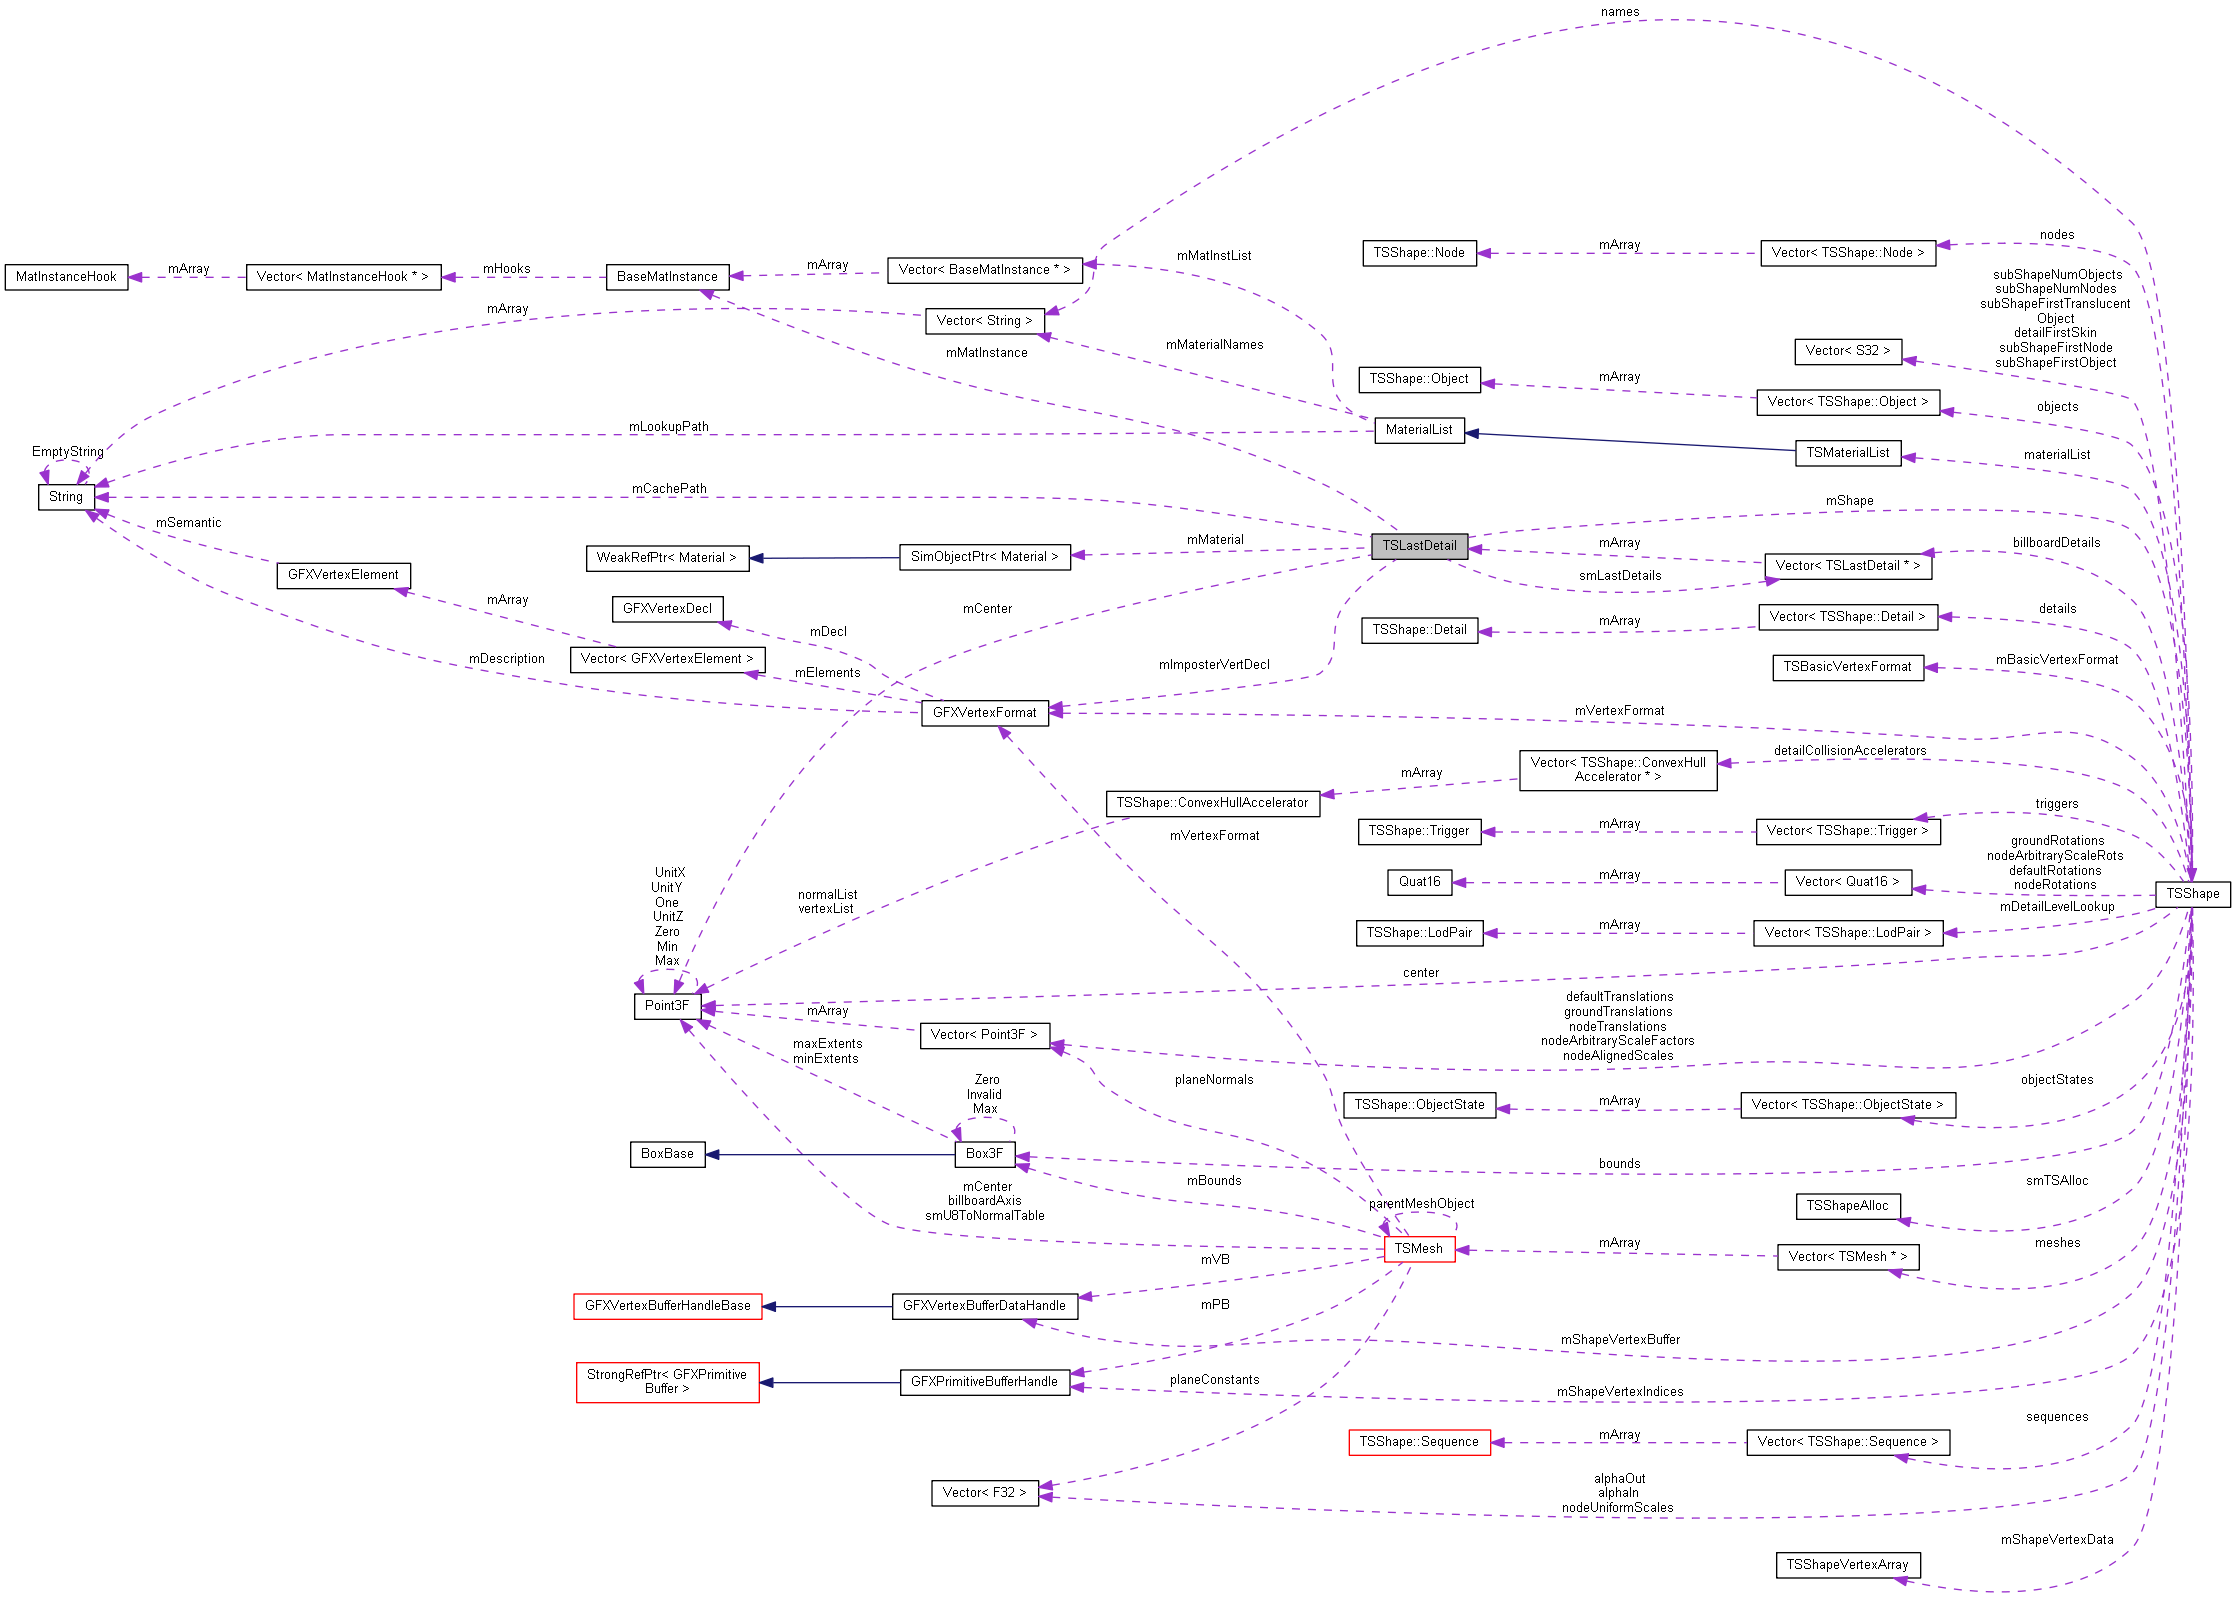 names
nodes
TSShape::Node
mArray
Vector< TSShape::Node >
mMatInstList
MatInstanceHook
mArray
Vector< MatInstanceHook * >
mHooks
BaseMatInstance
mArray
Vector< BaseMatInstance * >
subShapeNumObjects
subShapeNumNodes
subShapeFirstTranslucent
Object
detailFirstSkin
subShapeFirstNode
subShapeFirstObject
mArray
Vector< String >
mMaterialNames
mMatInstance
Vector< S32 >
TSShape::Object
mArray
Vector< TSShape::Object >
objects
mLookupPath
MaterialList
TSMaterialList
materialList
EmptyString
String
mCachePath
mShape
mSemantic
WeakRefPtr< Material >
SimObjectPtr< Material >
mMaterial
TSLastDetail
mArray
Vector< TSLastDetail * >
billboardDetails
smLastDetails
GFXVertexElement
mArray
GFXVertexDecl
mCenter
TSShape::Detail
mArray
Vector< TSShape::Detail >
details
mDecl
mDescription
Vector< GFXVertexElement >
mElements
mImposterVertDecl
TSBasicVertexFormat
mBasicVertexFormat
GFXVertexFormat
mVertexFormat
detailCollisionAccelerators
Vector< TSShape::ConvexHull
Accelerator * >
mArray
TSShape::ConvexHullAccelerator
mVertexFormat
TSShape::Trigger
mArray
Vector< TSShape::Trigger >
triggers
groundRotations
nodeArbitraryScaleRots
defaultRotations
nodeRotations
Quat16
mArray
Vector< Quat16 >
TSShape
mDetailLevelLookup
TSShape::LodPair
mArray
Vector< TSShape::LodPair >
normalList
vertexList
UnitX
UnitY
One
UnitZ
Zero
Min
Max
Point3F
center
mArray
Vector< Point3F >
defaultTranslations
groundTranslations
nodeTranslations
nodeArbitraryScaleFactors
nodeAlignedScales
maxExtents
minExtents
planeNormals
Zero
Invalid
Max
TSShape::ObjectState
mArray
Vector< TSShape::ObjectState >
objectStates
BoxBase
Box3F
bounds
mBounds
mCenter
billboardAxis
smU8ToNormalTable
smTSAlloc
TSShapeAlloc
parentMeshObject
TSMesh
mArray
Vector< TSMesh * >
meshes
mVB
GFXVertexBufferHandleBase
GFXVertexBufferDataHandle
mPB
mShapeVertexBuffer
StrongRefPtr< GFXPrimitive
Buffer >
GFXPrimitiveBufferHandle
planeConstants
mShapeVertexIndices
TSShape::Sequence
mArray
Vector< TSShape::Sequence >
sequences
Vector< F32 >
alphaOut
alphaIn
nodeUniformScales
mShapeVertexData
TSShapeVertexArray